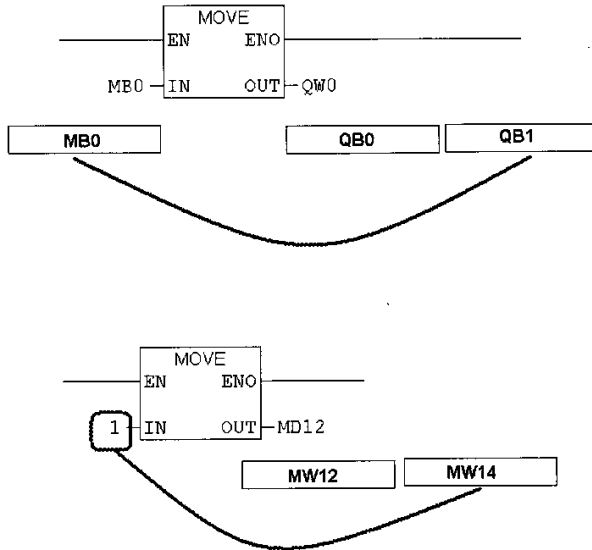 MOVE
EN ENO
MB0 IN OUT QW0
MB0 QB0 QB1
MOVE
EN ENO
1 IN OUT MD12
MW12 MW14